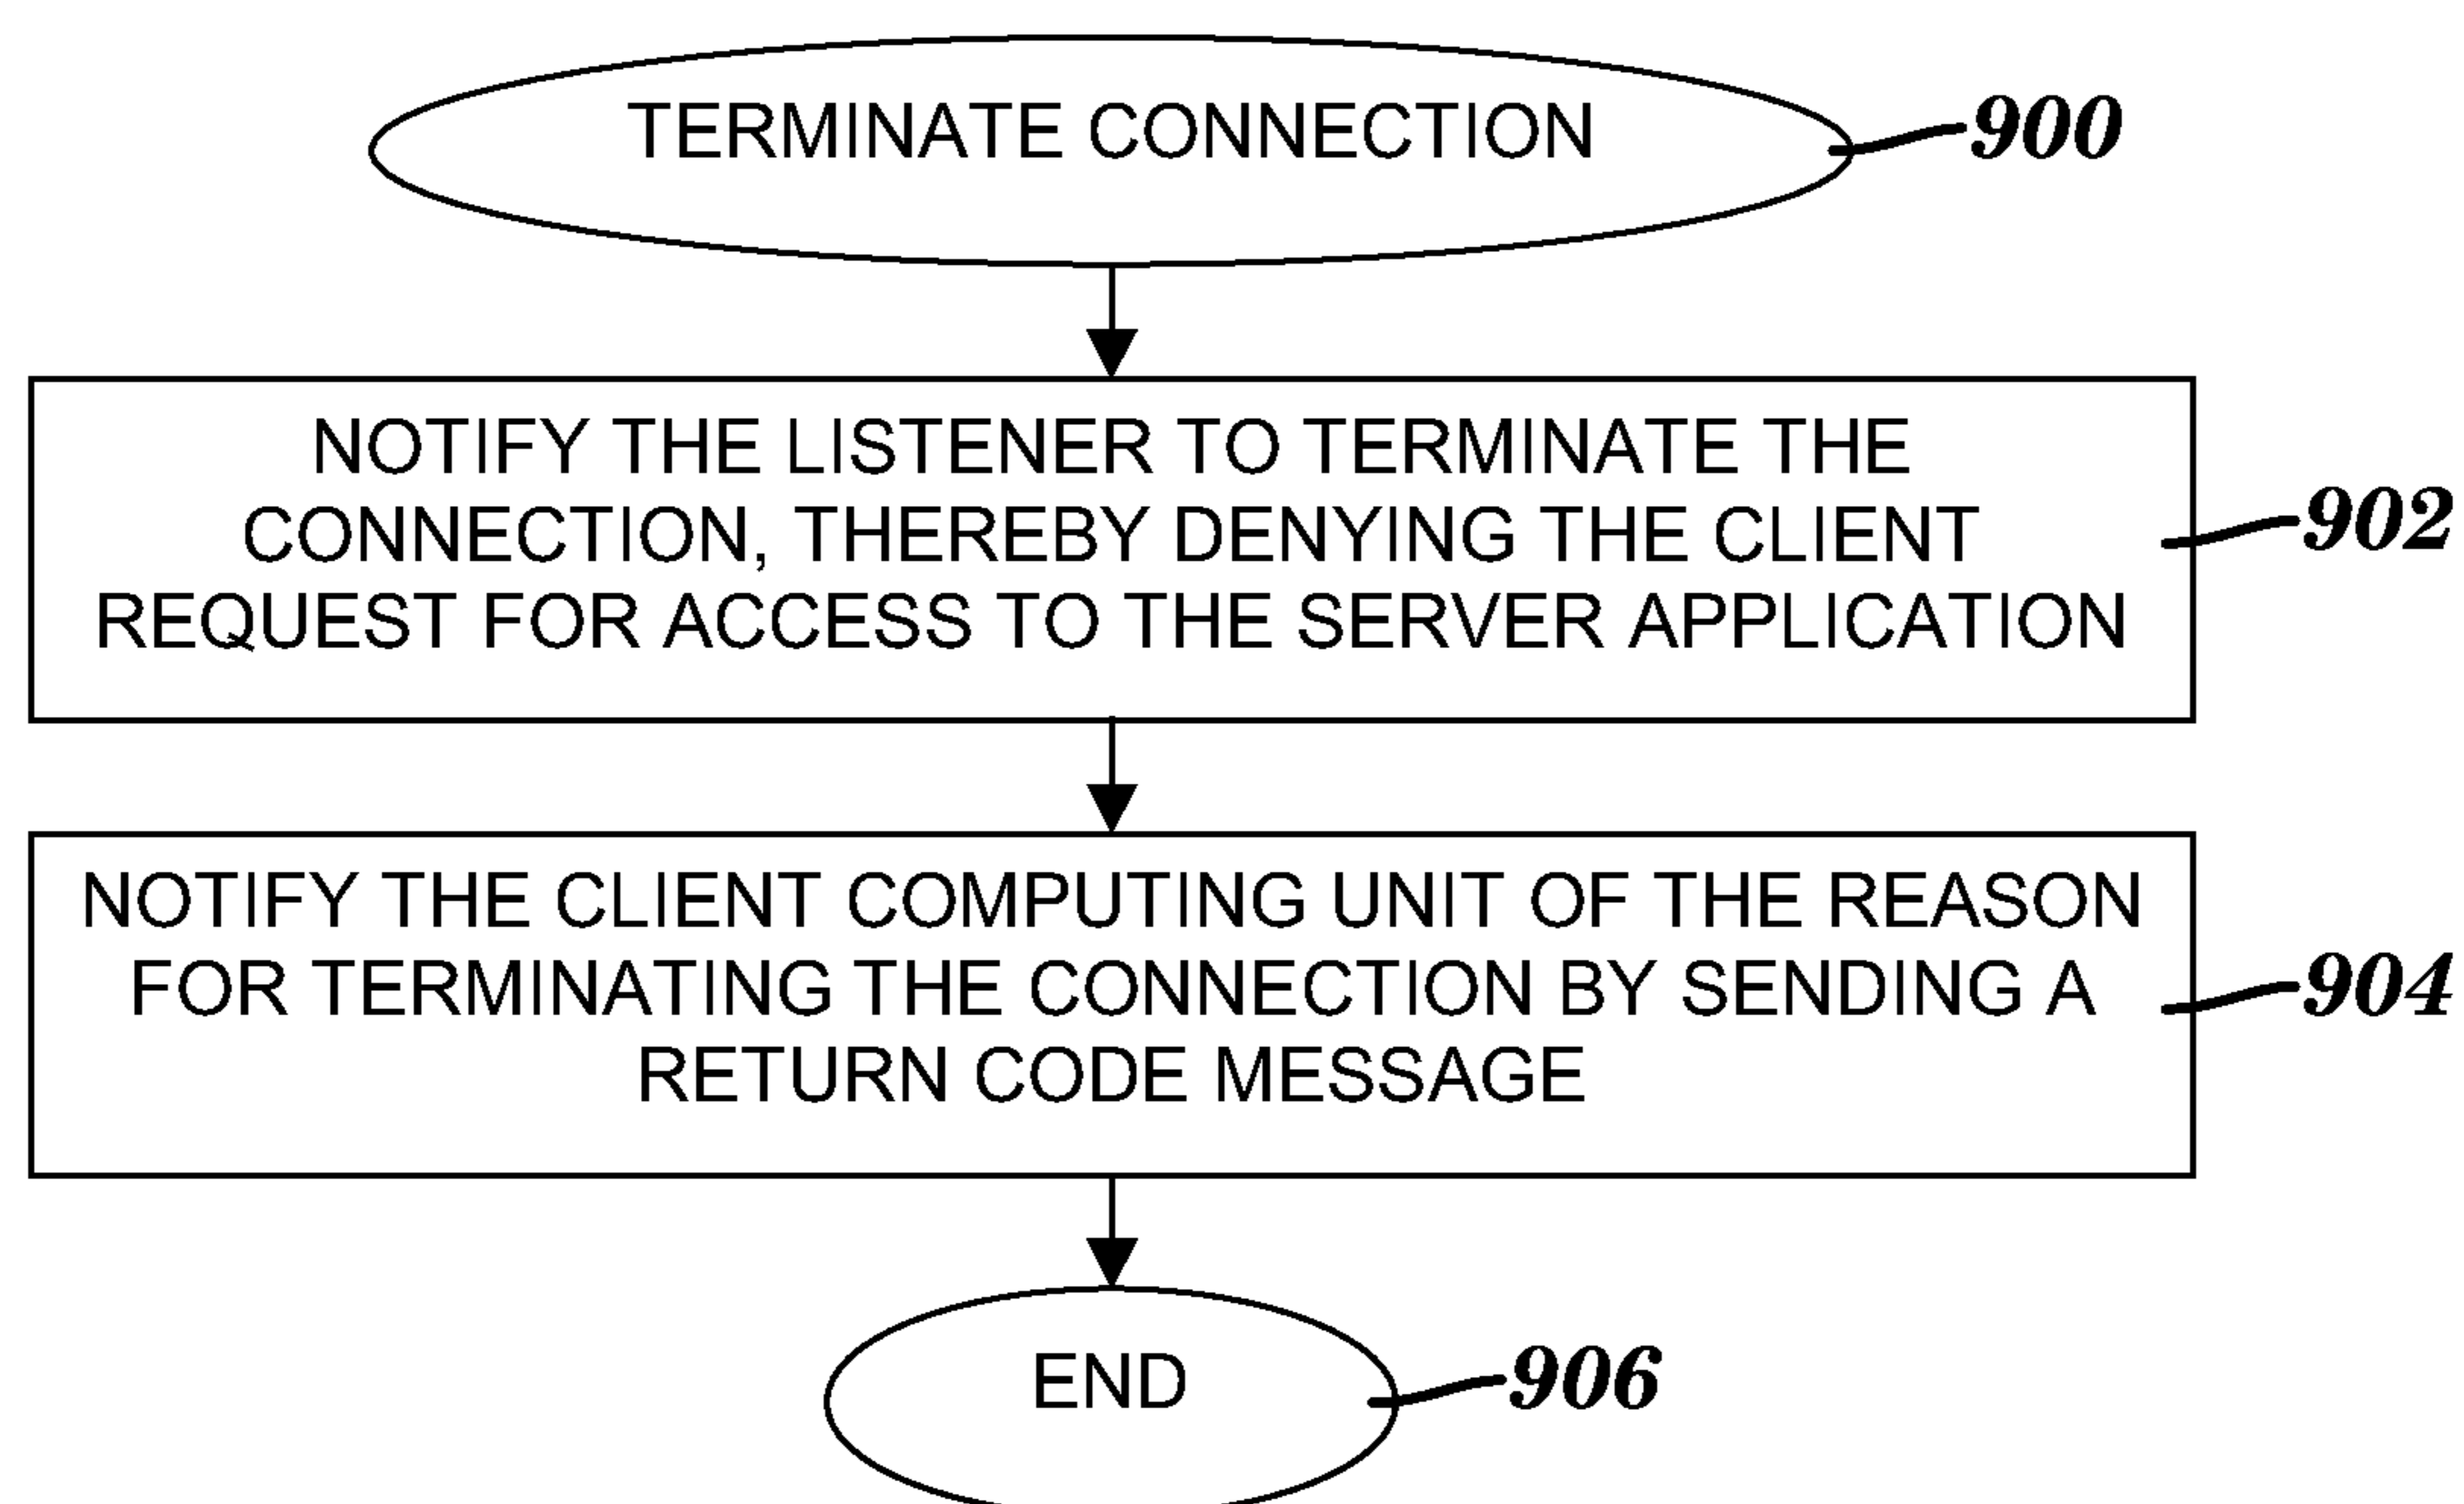 TERMINATE CONNECTION
900
NOTIFY THE LISTENER TO TERMINATE THE
CONNECTION, THEREBY DENYING THE CLIENT
REQUEST FOR ACCESS TO THE SERVER APPLICATION
902
NOTIFY THE CLIENT COMPUTING UNIT OF THE REASON
FOR TERMINATING THE CONNECTION BY SENDING A
RETURN CODE MESSAGE
904
END
906